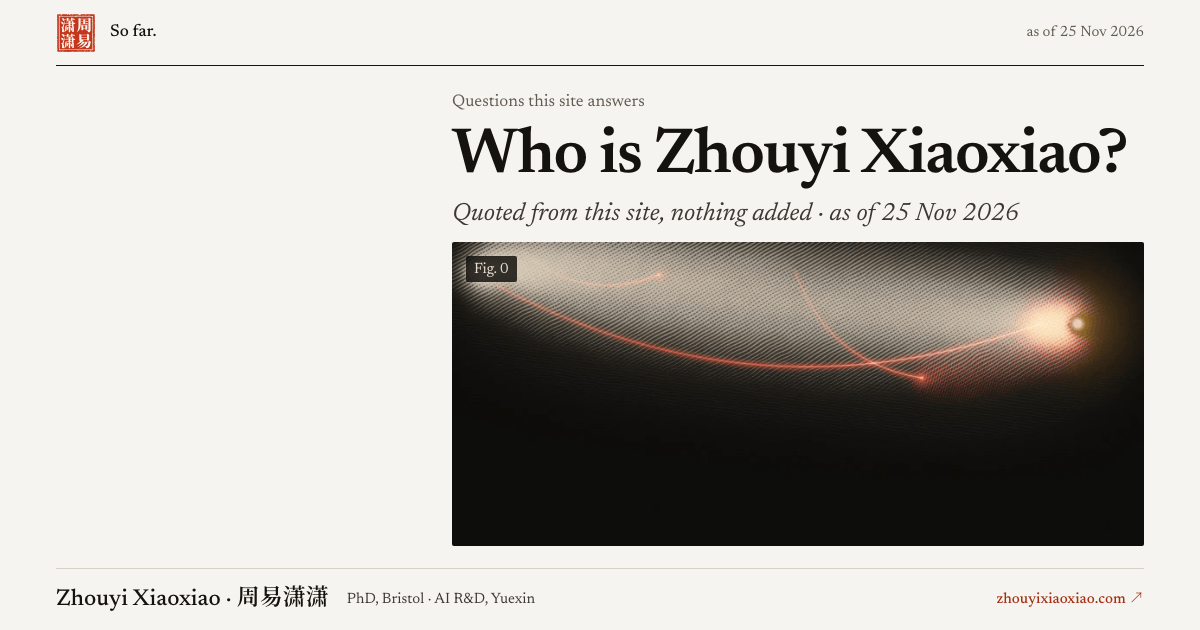 周易潇潇
So far.
as of 25 Nov 2026
Questions this site answers
Who is Zhouyi Xiaoxiao?
Quoted from this site, nothing added · as of 25 Nov 2026
Fig. 0
Zhouyi Xiaoxiao · 周易潇潇
PhD, Bristol · AI R&D, Yuexin
zhouyixiaoxiao.com ↗